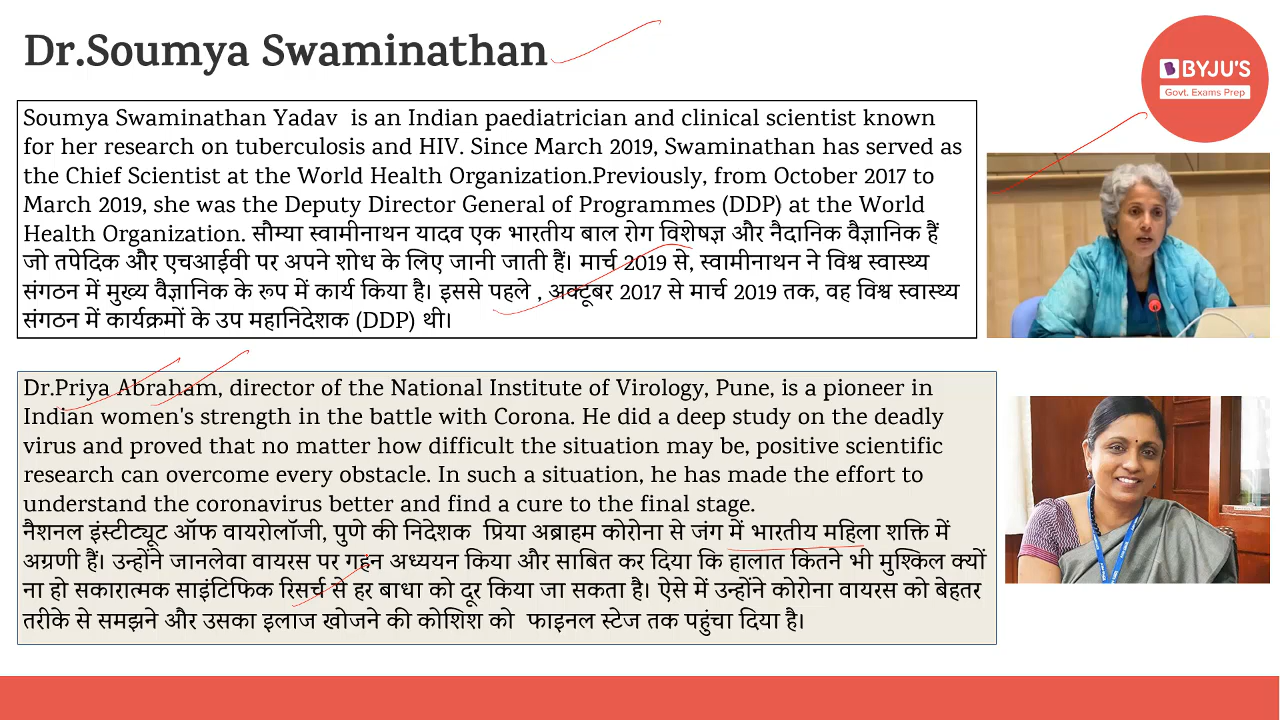 Dr.Soumya Swaminathan
BYJU'S
Govt. Exams Prep
Soumya Swaminathan Yadav is an Indian paediatrician and clinical scientist known
for her research on tuberculosis and HIV. Since March 2019, Swaminathan has served as
the Chief Scientist at the World Health Organization.Previously, from October 2017 to
March 2019, she was the Deputy Director General of Programmes (DDP) at the World
Health Organization. सौम्या स्वामीनाथन यादव एक भारतीय बाल रोग विशेषज्ञ और नैदानिक वैज्ञानिक हैं
जो तपेदिक और एचआईवी पर अपने शोध के लिए जानी जाती हैं। मार्च 2019 से, स्वामीनाथन ने विश्व स्वास्थ्य
संगठन में मुख्य वैज्ञानिक के रूप में कार्य किया है। इससे पहले , अक्टूबर 2017 से मार्च 2019 तक, वह विश्व स्वास्थ्य
संगठन में कार्यक्रमों के उप महानिदेशक (DDP) थी।
Dr.Priya Abraham, director of the National Institute of Virology, Pune, is a pioneer in
Indian women's strength in the battle with Corona. He did a deep study on the deadly
virus and proved that no matter how difficult the situation may be, positive scientific
research can overcome every obstacle. In such a situation, he has made the effort to
understand the coronavirus better and find a cure to the final stage.
नैशनल इंस्टीट्यूट ऑफ वायरोलॉजी, पुणे की निदेशक प्रिया अब्राहम कोरोना से जंग में भारतीय महिला शक्ति में
अग्रणी हैं। उन्होंने जानलेवा वायरस पर गहन अध्ययन किया और साबित कर दिया कि हालात कितने भी मुश्किल क्यों
ना हो सकारात्मक साइंटिफिक रिसर्च से हर बाधा को दूर किया जा सकता है। ऐसे में उन्होंने कोरोना वायरस को बेहतर
तरीके से समझने और उसका इलाज खोजने की कोशिश को फाइनल स्टेज तक पहुंचा दिया है।